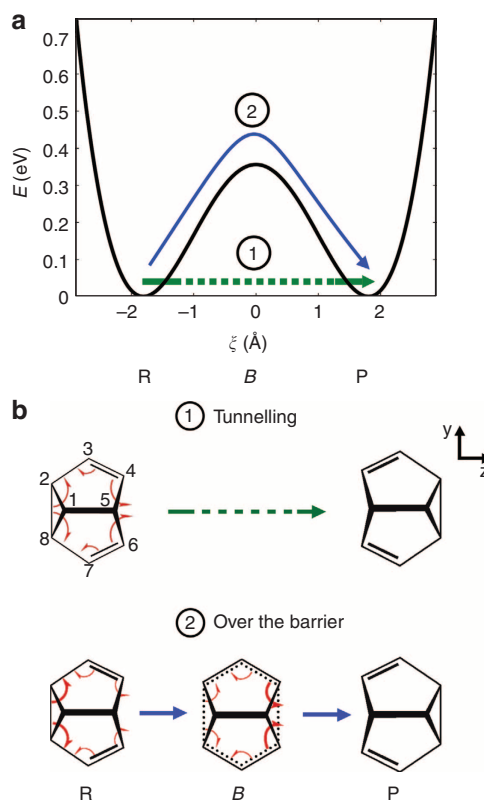 a
0.7
0.6
0.5
0.4
0.3
0.2
0.1
0
E (eV)
2
1
−2 −1 0 1 2
ξ (Å)
R B P
b
1 Tunnelling
y
z
3
2 4
1 5
8 6
7
2 Over the barrier
R B P